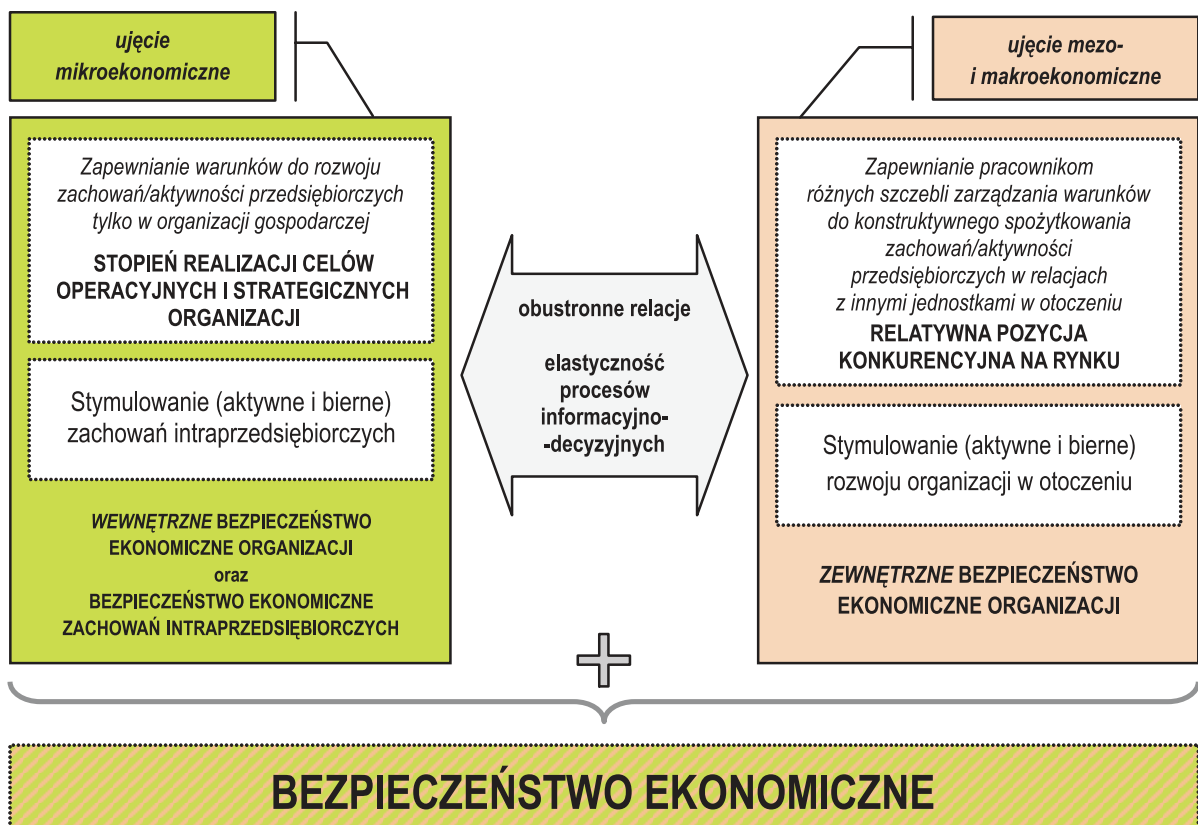 ujęcie
mikroekonomiczne
ujęcie mezo-
i makroekonomiczne
Zapewnianie warunków do rozwoju
zachowań/aktywności przedsiębiorczych
tylko w organizacji gospodarczej
STOPIEŃ REALIZACJI CELÓW
OPERACYJNYCH I STRATEGICZNYCH
ORGANIZACJI
Stymulowanie (aktywne i bierne)
zachowań intraprzedsiębiorczych
WEWNĘTRZNE BEZPIECZEŃSTWO
EKONOMICZNE ORGANIZACJI
oraz
BEZPIECZEŃSTWO EKONOMICZNE
ZACHOWAŃ INTRAPRZEDSIĘBIORCZYCH
obustronne relacje
elastyczność
procesów
informacyjno-
-decyzyjnych
Zapewnianie pracownikom
różnych szczebli zarządzania warunków
do konstruktywnego spożytkowania
zachowań/aktywności
przedsiębiorczych w relacjach
z innymi jednostkami w otoczeniu
RELATYWNA POZYCJA
KONKURENCYJNA NA RYNKU
Stymulowanie (aktywne i bierne)
rozwoju organizacji w otoczeniu
ZEWNĘTRZNE BEZPIECZEŃSTWO
EKONOMICZNE ORGANIZACJI
BEZPIECZEŃSTWO EKONOMICZNE